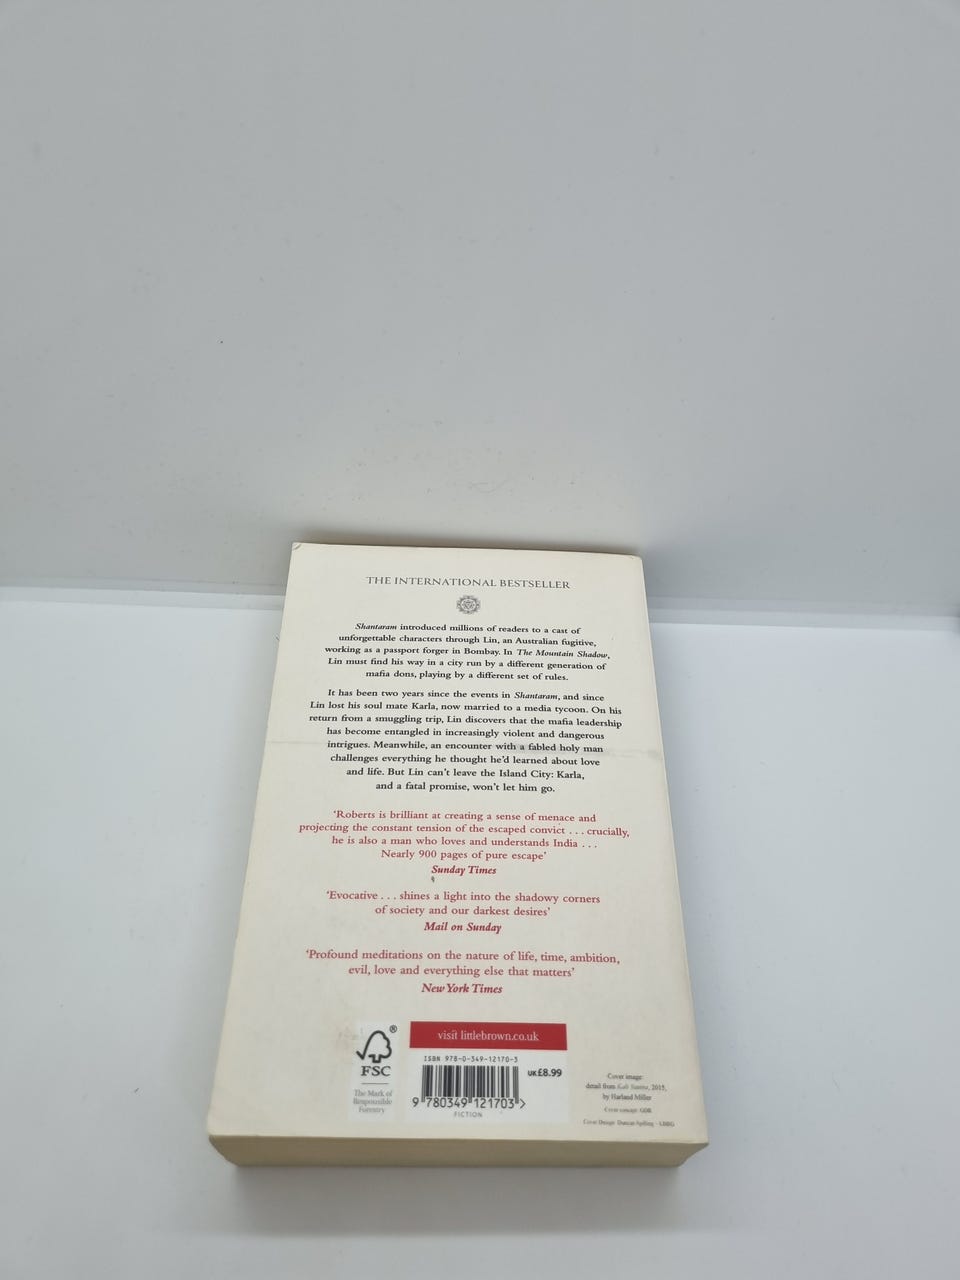 THE INTERNATIONAL BESTSELLER
Shantaram introduced millions of readers to a cast of
unforgettable characters through Lin, an Australian fugitive,
working as a passport forger in Bombay. In The Mountain Shadow,
Lin must find his way in a city run by a different generation of
mafia dons, playing by a different set of rules.
It has been two years since the events in Shantaram, and since
Lin lost his soul mate Karla, now married to a media tycoon. On his
return from a smuggling trip, Lin discovers that the mafia leadership
has become entangled in increasingly violent and dangerous
intrigues. Meanwhile, an encounter with a fabled holy man
challenges everything he thought he'd learned about love
and life. But Lin can't leave the Island City: Karla,
and a fatal promise, won't let him go.
'Roberts is brilliant at creating a sense of menace and
projecting the constant tension of the escaped convict . . . crucially,
he is also a man who loves and understands India . . .
Nearly 900 pages of pure escape'
Sunday Times
'Evocative . . . shines a light into the shadowy corners
of society and our darkest desires'
Mail on Sunday
'Profound meditations on the nature of life, time, ambition,
evil, love and everything else that matters'
New York Times
visit littlebrown.co.uk
ISBN 978-0-349-12170-3
UK£8.99
9 780349 121703 >
FICTION
®
FSC
The Mark of
Responsible
Forestry
Cover image:
detail from 2015,
by Harland Miller
Cover concept: GDR
Cover Design: Duncan Spilling – LBBG